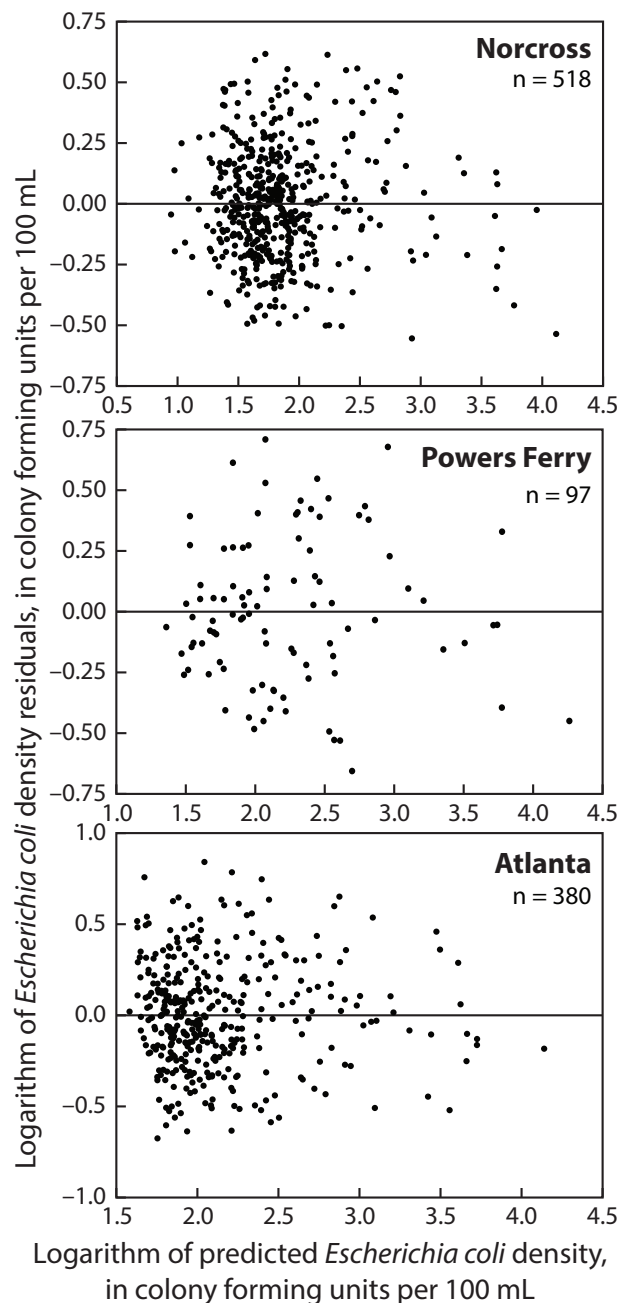 Logarithm of Escherichia coli density residuals, in colony forming units per 100 mL
0.75
Norcross
n = 518
0.50
0.25
0.00
–0.25
–0.50
–0.75
0.5 1.0 1.5 2.0 2.5 3.0 3.5 4.0 4.5
0.75
Powers Ferry
n = 97
0.50
0.25
0.00
–0.25
–0.50
–0.75
1.0 1.5 2.0 2.5 3.0 3.5 4.0 4.5
1.0
Atlanta
n = 380
0.5
0.0
–0.5
–1.0
1.5 2.0 2.5 3.0 3.5 4.0 4.5
Logarithm of predicted Escherichia coli density,
in colony forming units per 100 mL